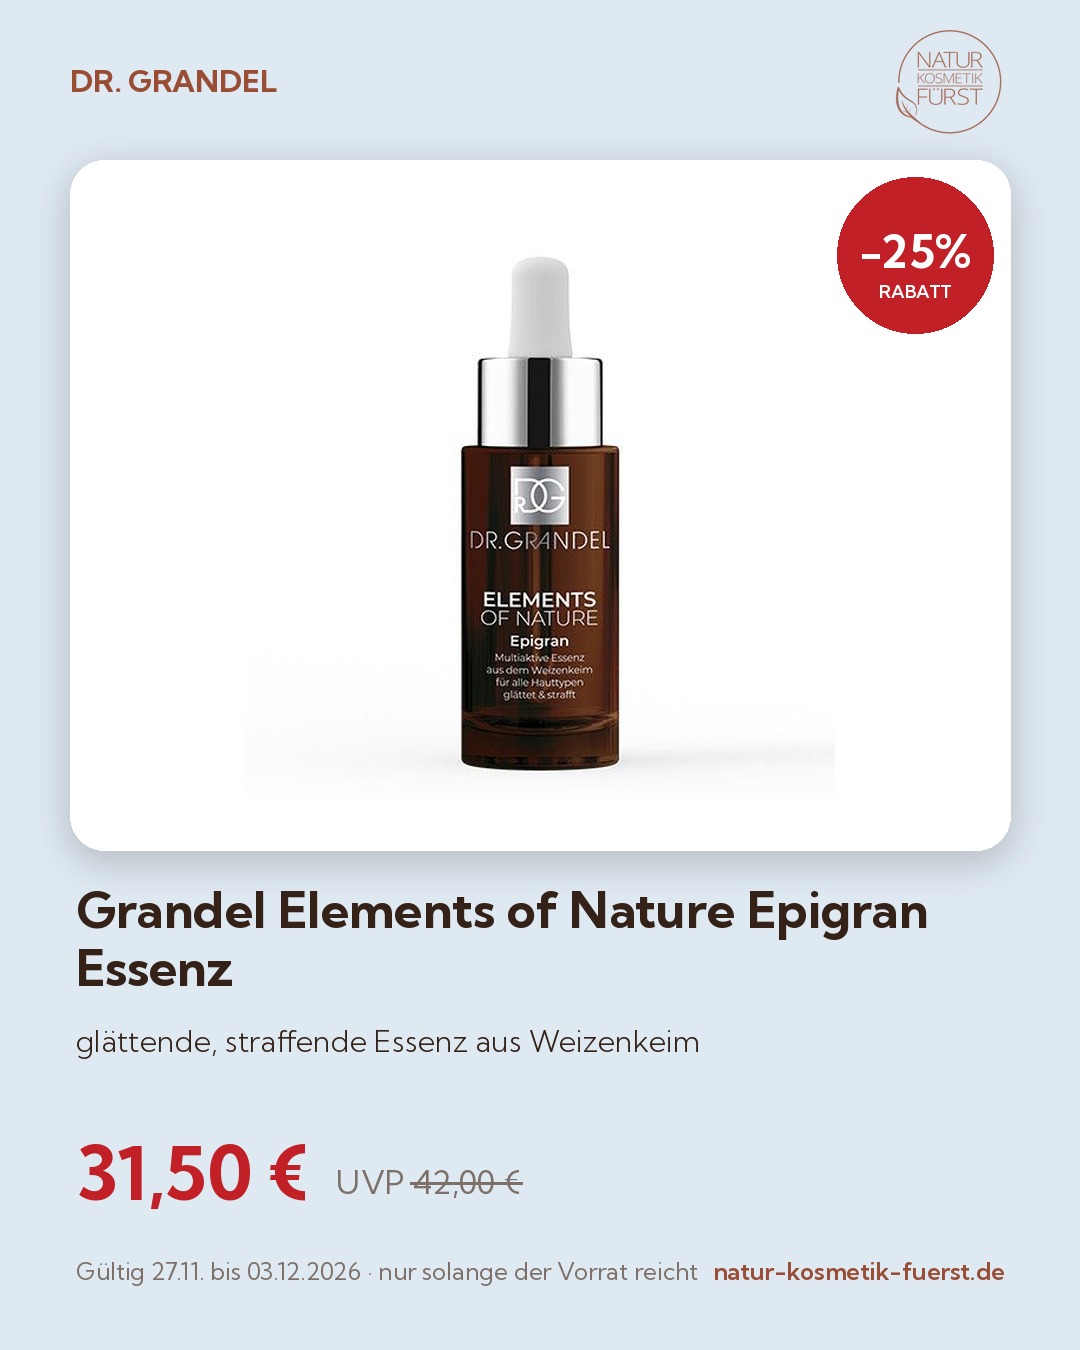 DR. GRANDEL
NATUR
KOSMETIK
FÜRST
-25%
RABATT
DRG
DR.GRANDEL
ELEMENTS
OF NATURE
Epigran
Multiaktive Essenz
aus dem Weizenkeim
für alle Hauttypen
glättet & strafft
Grandel Elements of Nature Epigran
Essenz
glättende, straffende Essenz aus Weizenkeim
31,50 € UVP 42,00 €
Gültig 27.11. bis 03.12.2026 · nur solange der Vorrat reicht natur-kosmetik-fuerst.de